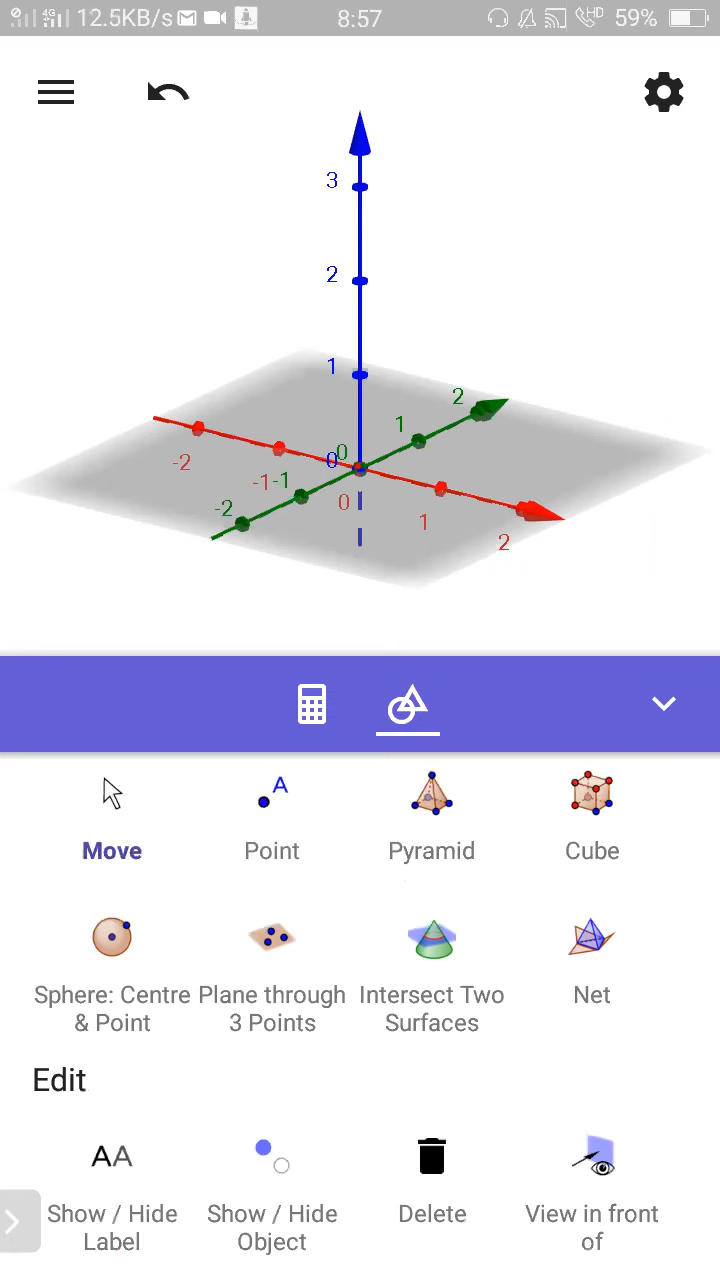 4G 12.5KB/s 8:57 HD 59%
3
2
1
2
1
0
0
-2
-1
-1
-2
0
1
2
A
Move Point Pyramid Cube
Sphere: Centre & Point
Plane through 3 Points
Intersect Two Surfaces
Net
Edit
AA
Show / Hide Label
Show / Hide Object
Delete
View in front of